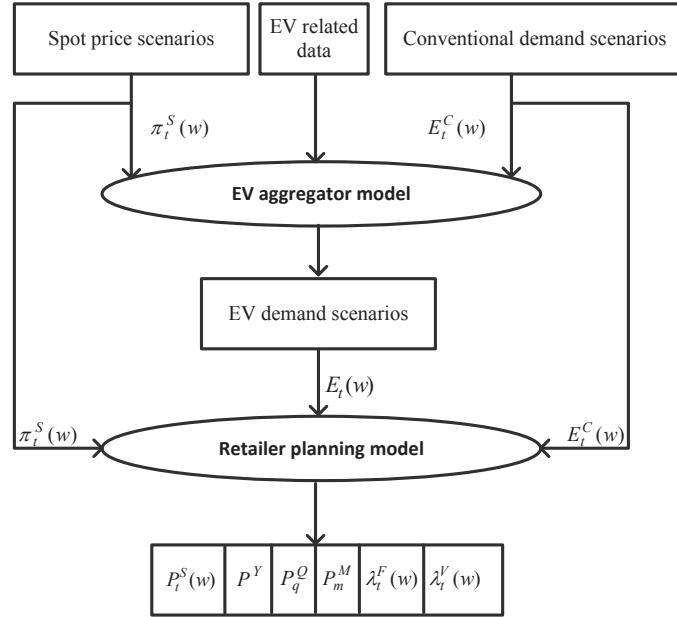 Spot price scenarios
EV related
data
Conventional demand scenarios
π_t^S(w)
E_t^C(w)
EV aggregator model
EV demand scenarios
E_t(w)
π_t^S(w)
Retailer planning model
E_t^C(w)
P_t^S(w) P^Y P_q^Q P_m^M λ_t^F(w) λ_t^V(w)